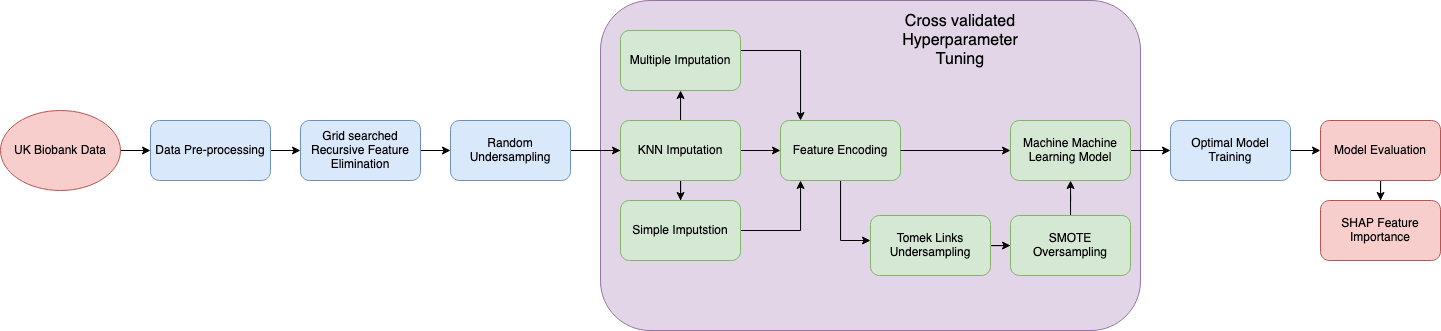 Cross validated
Hyperparameter
Tuning
UK Biobank Data
Data Pre-processing
Grid searched
Recursive Feature
Elimination
Random
Undersampling
Multiple Imputation
KNN Imputation
Simple Imputstion
Feature Encoding
Tomek Links
Undersampling
SMOTE
Oversampling
Machine Machine
Learning Model
Optimal Model
Training
Model Evaluation
SHAP Feature
Importance